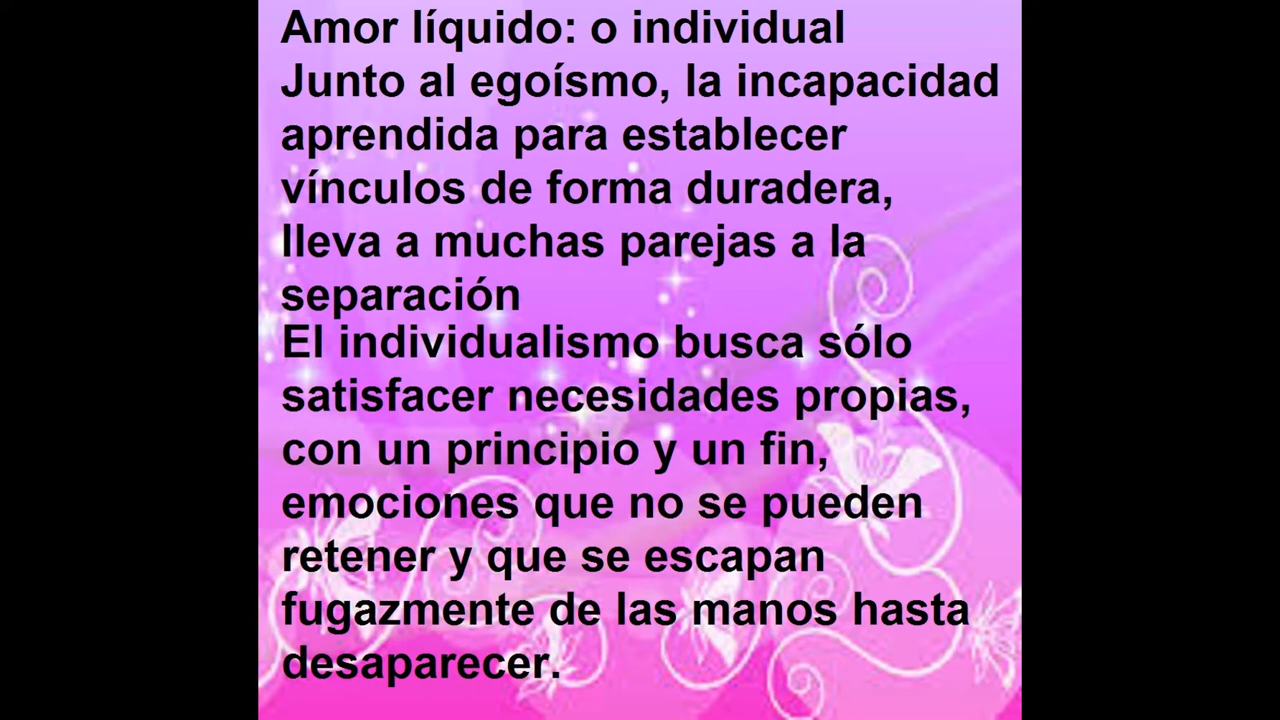 Amor líquido: o individual
Junto al egoísmo, la incapacidad
aprendida para establecer
vínculos de forma duradera,
lleva a muchas parejas a la
separación
El individualismo busca sólo
satisfacer necesidades propias,
con un principio y un fin,
emociones que no se pueden
retener y que se escapan
fugazmente de las manos hasta
desaparecer.